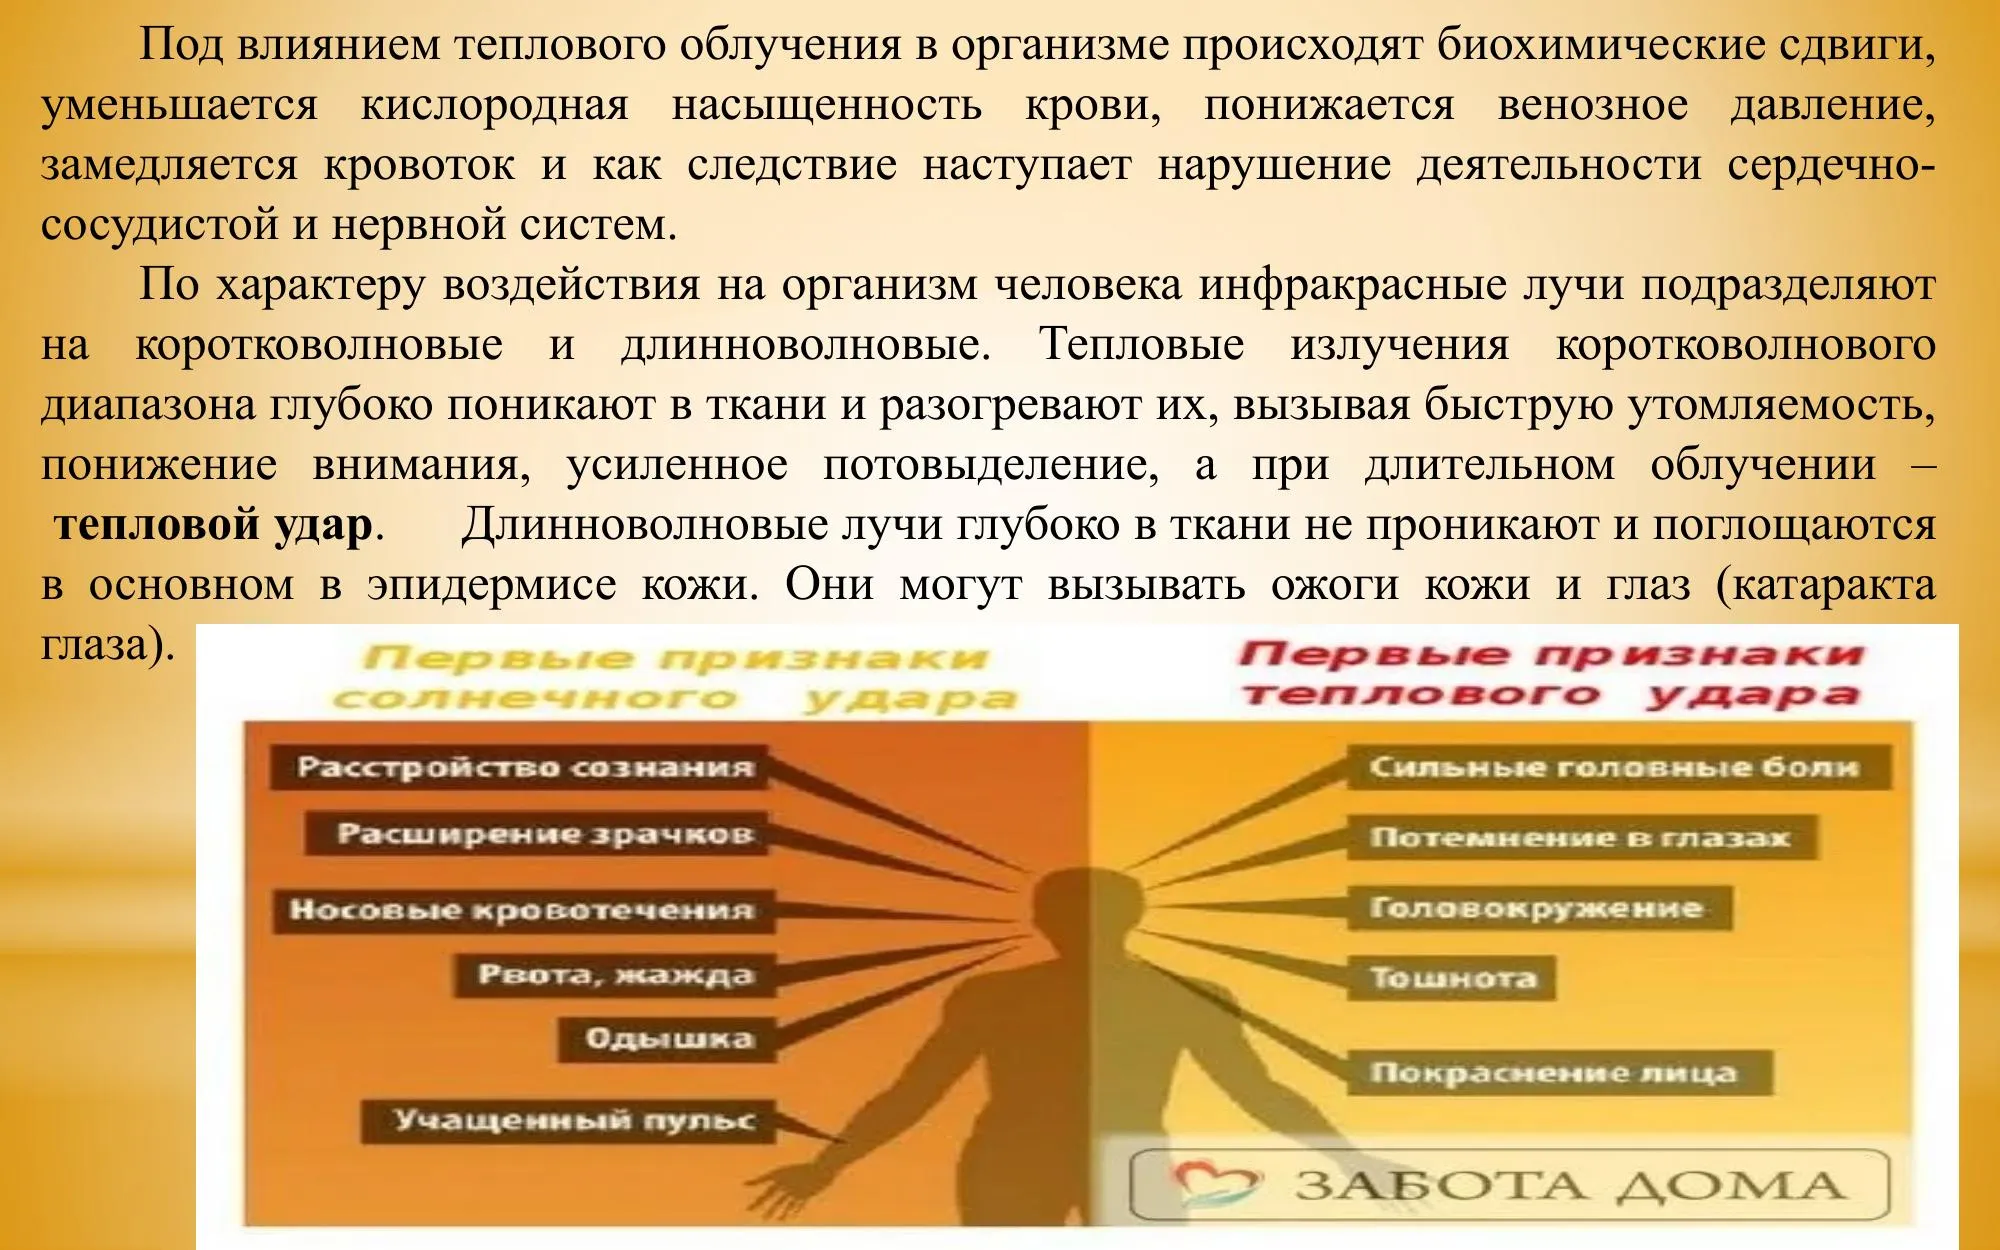 Под влиянием теплового облучения в организме происходят биохимические сдвиги,
уменьшается кислородная насыщенность крови, понижается венозное давление,
замедляется кровоток и как следствие наступает нарушение деятельности сердечно-
сосудистой и нервной систем.
По характеру воздействия на организм человека инфракрасные лучи подразделяют
на коротковолновые и длинноволновые. Тепловые излучения коротковолнового
диапазона глубоко поникают в ткани и разогревают их, вызывая быструю утомляемость,
понижение внимания, усиленное потовыделение, а при длительном облучении –
тепловой удар. Длинноволновые лучи глубоко в ткани не проникают и поглощаются
в основном в эпидермисе кожи. Они могут вызывать ожоги кожи и глаз (катаракта
глаза).
Первые признаки
солнечного удара
Расстройство сознания
Расширение зрачков
Носовые кровотечения
Рвота, жажда
Одышка
Учащенный пульс
Первые признаки
теплового удара
Сильные головные боли
Потемнение в глазах
Головокружение
Тошнота
Покраснение лица
ЗАБОТА ДОМА